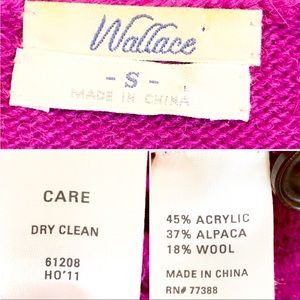 Wallace
- S -
MADE IN CHINA
CARE
DRY CLEAN
61208
HO'11
45% ACRYLIC
37% ALPACA
18% WOOL
MADE IN CHINA
RN# 77388